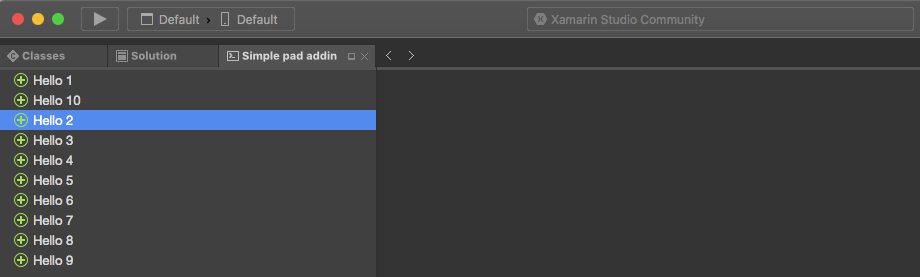 Default › Default
Xamarin Studio Community
Classes
Solution
Simple pad addin
Hello 1
Hello 10
Hello 2
Hello 3
Hello 4
Hello 5
Hello 6
Hello 7
Hello 8
Hello 9